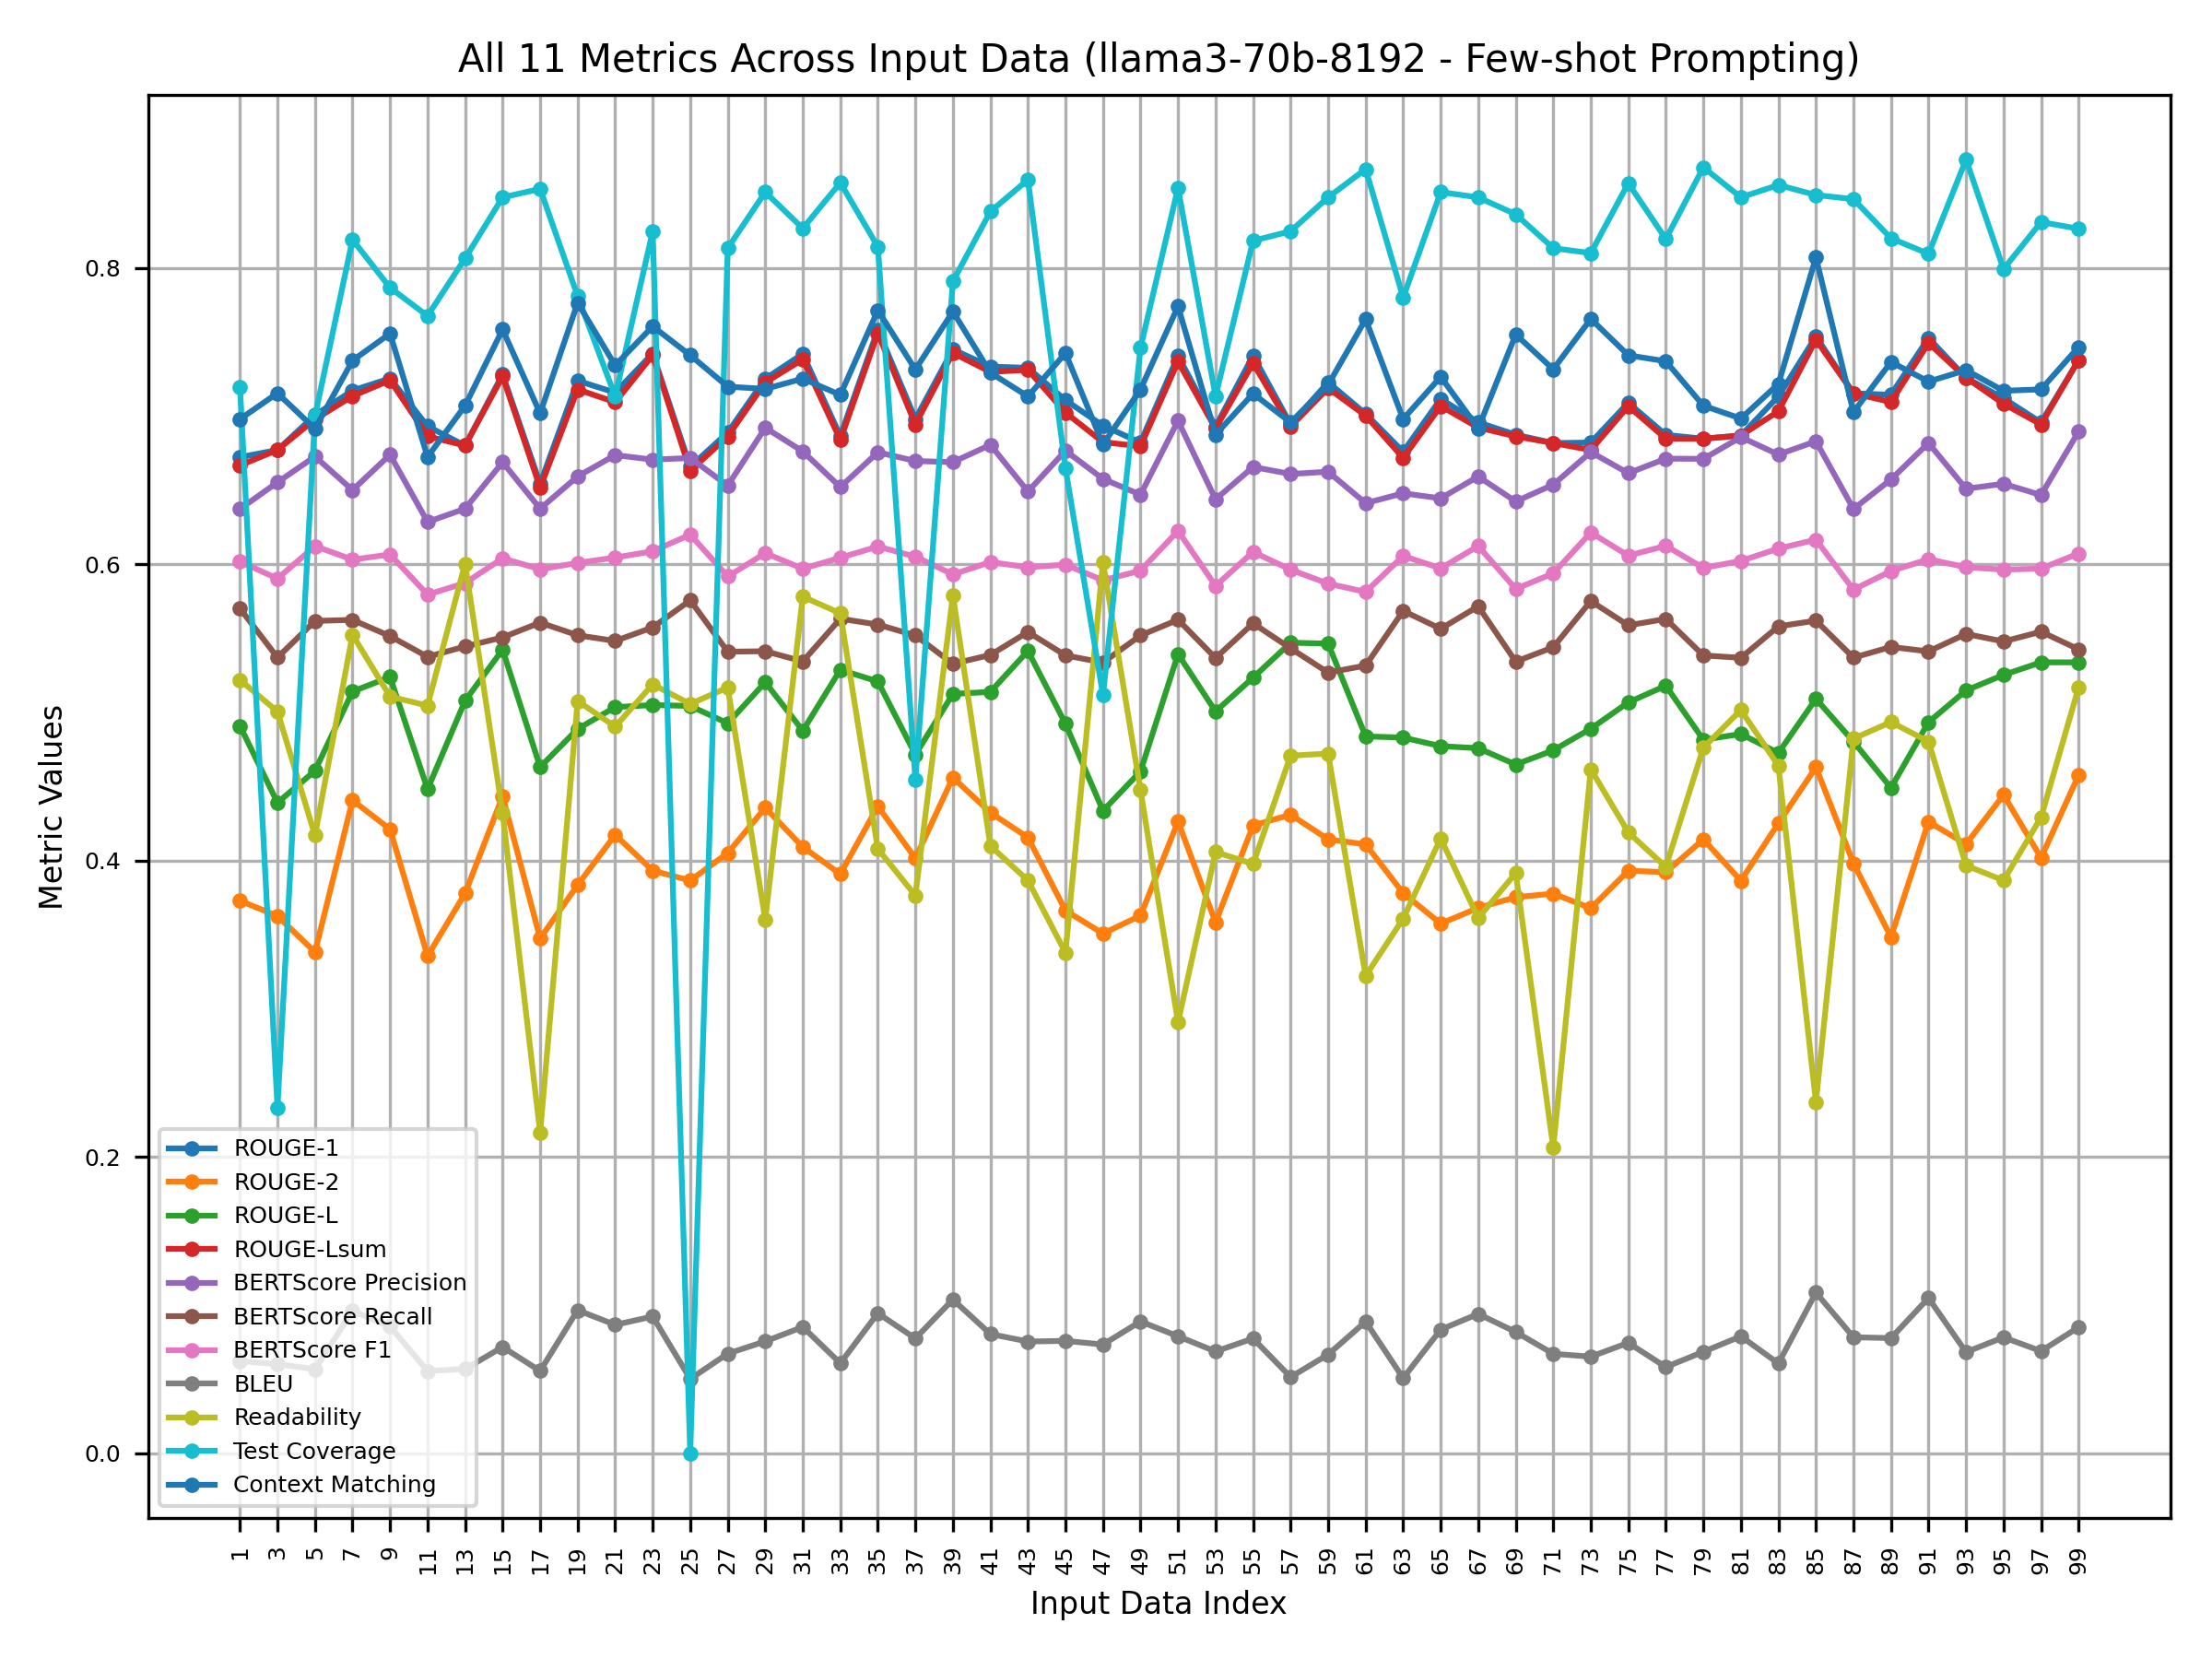 All 11 Metrics Across Input Data (llama3-70b-8192 - Few-shot Prompting)
Metric Values
0.8
0.6
0.4
0.2
0.0
ROUGE-1
ROUGE-2
ROUGE-L
ROUGE-Lsum
BERTScore Precision
BERTScore Recall
BERTScore F1
BLEU
Readability
Test Coverage
Context Matching
1 3 5 7 9 11 13 15 17 19 21 23 25 27 29 31 33 35 37 39 41 43 45 47 49 51 53 55 57 59 61 63 65 67 69 71 73 75 77 79 81 83 85 87 89 91 93 95 97 99
Input Data Index